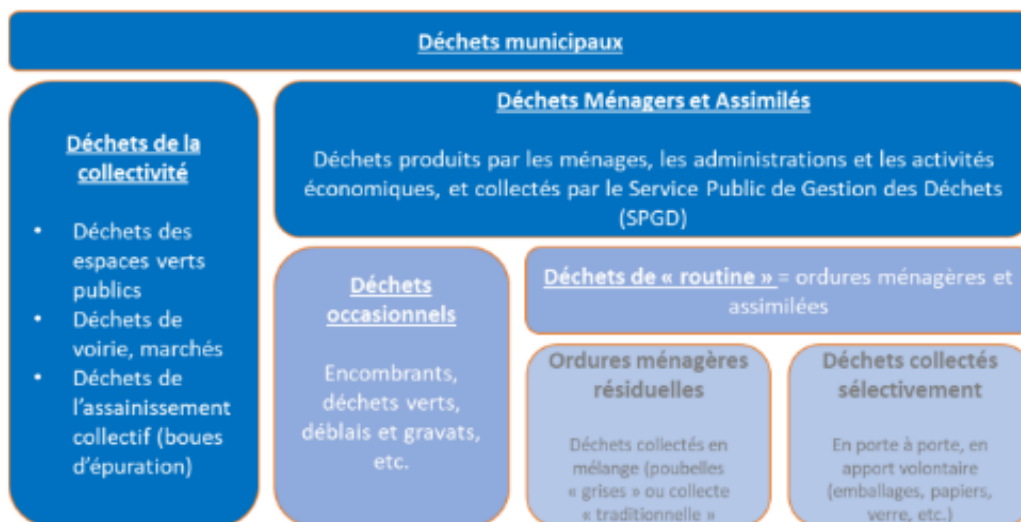 Déchets municipaux
Déchets de la
collectivité
• Déchets des
espaces verts
publics
• Déchets de
voirie, marchés
• Déchets de
l'assainissement
collectif (boues
d'épuration)
Déchets Ménagers et Assimilés
Déchets produits par les ménages, les administrations et les activités
économiques, et collectés par le Service Public de Gestion des Déchets
(SPGD)
Déchets
occasionnels
Encombrants,
déchets verts,
déblais et gravats,
etc.
Déchets de « routine » = ordures ménagères et
assimilées
Ordures ménagères
résiduelles
Déchets collectés en
mélange (poubelles
« grises » ou collecte
« traditionnelle »
Déchets collectés
sélectivement
En porte à porte, en
apport volontaire
(emballages, papiers,
verre, etc.)